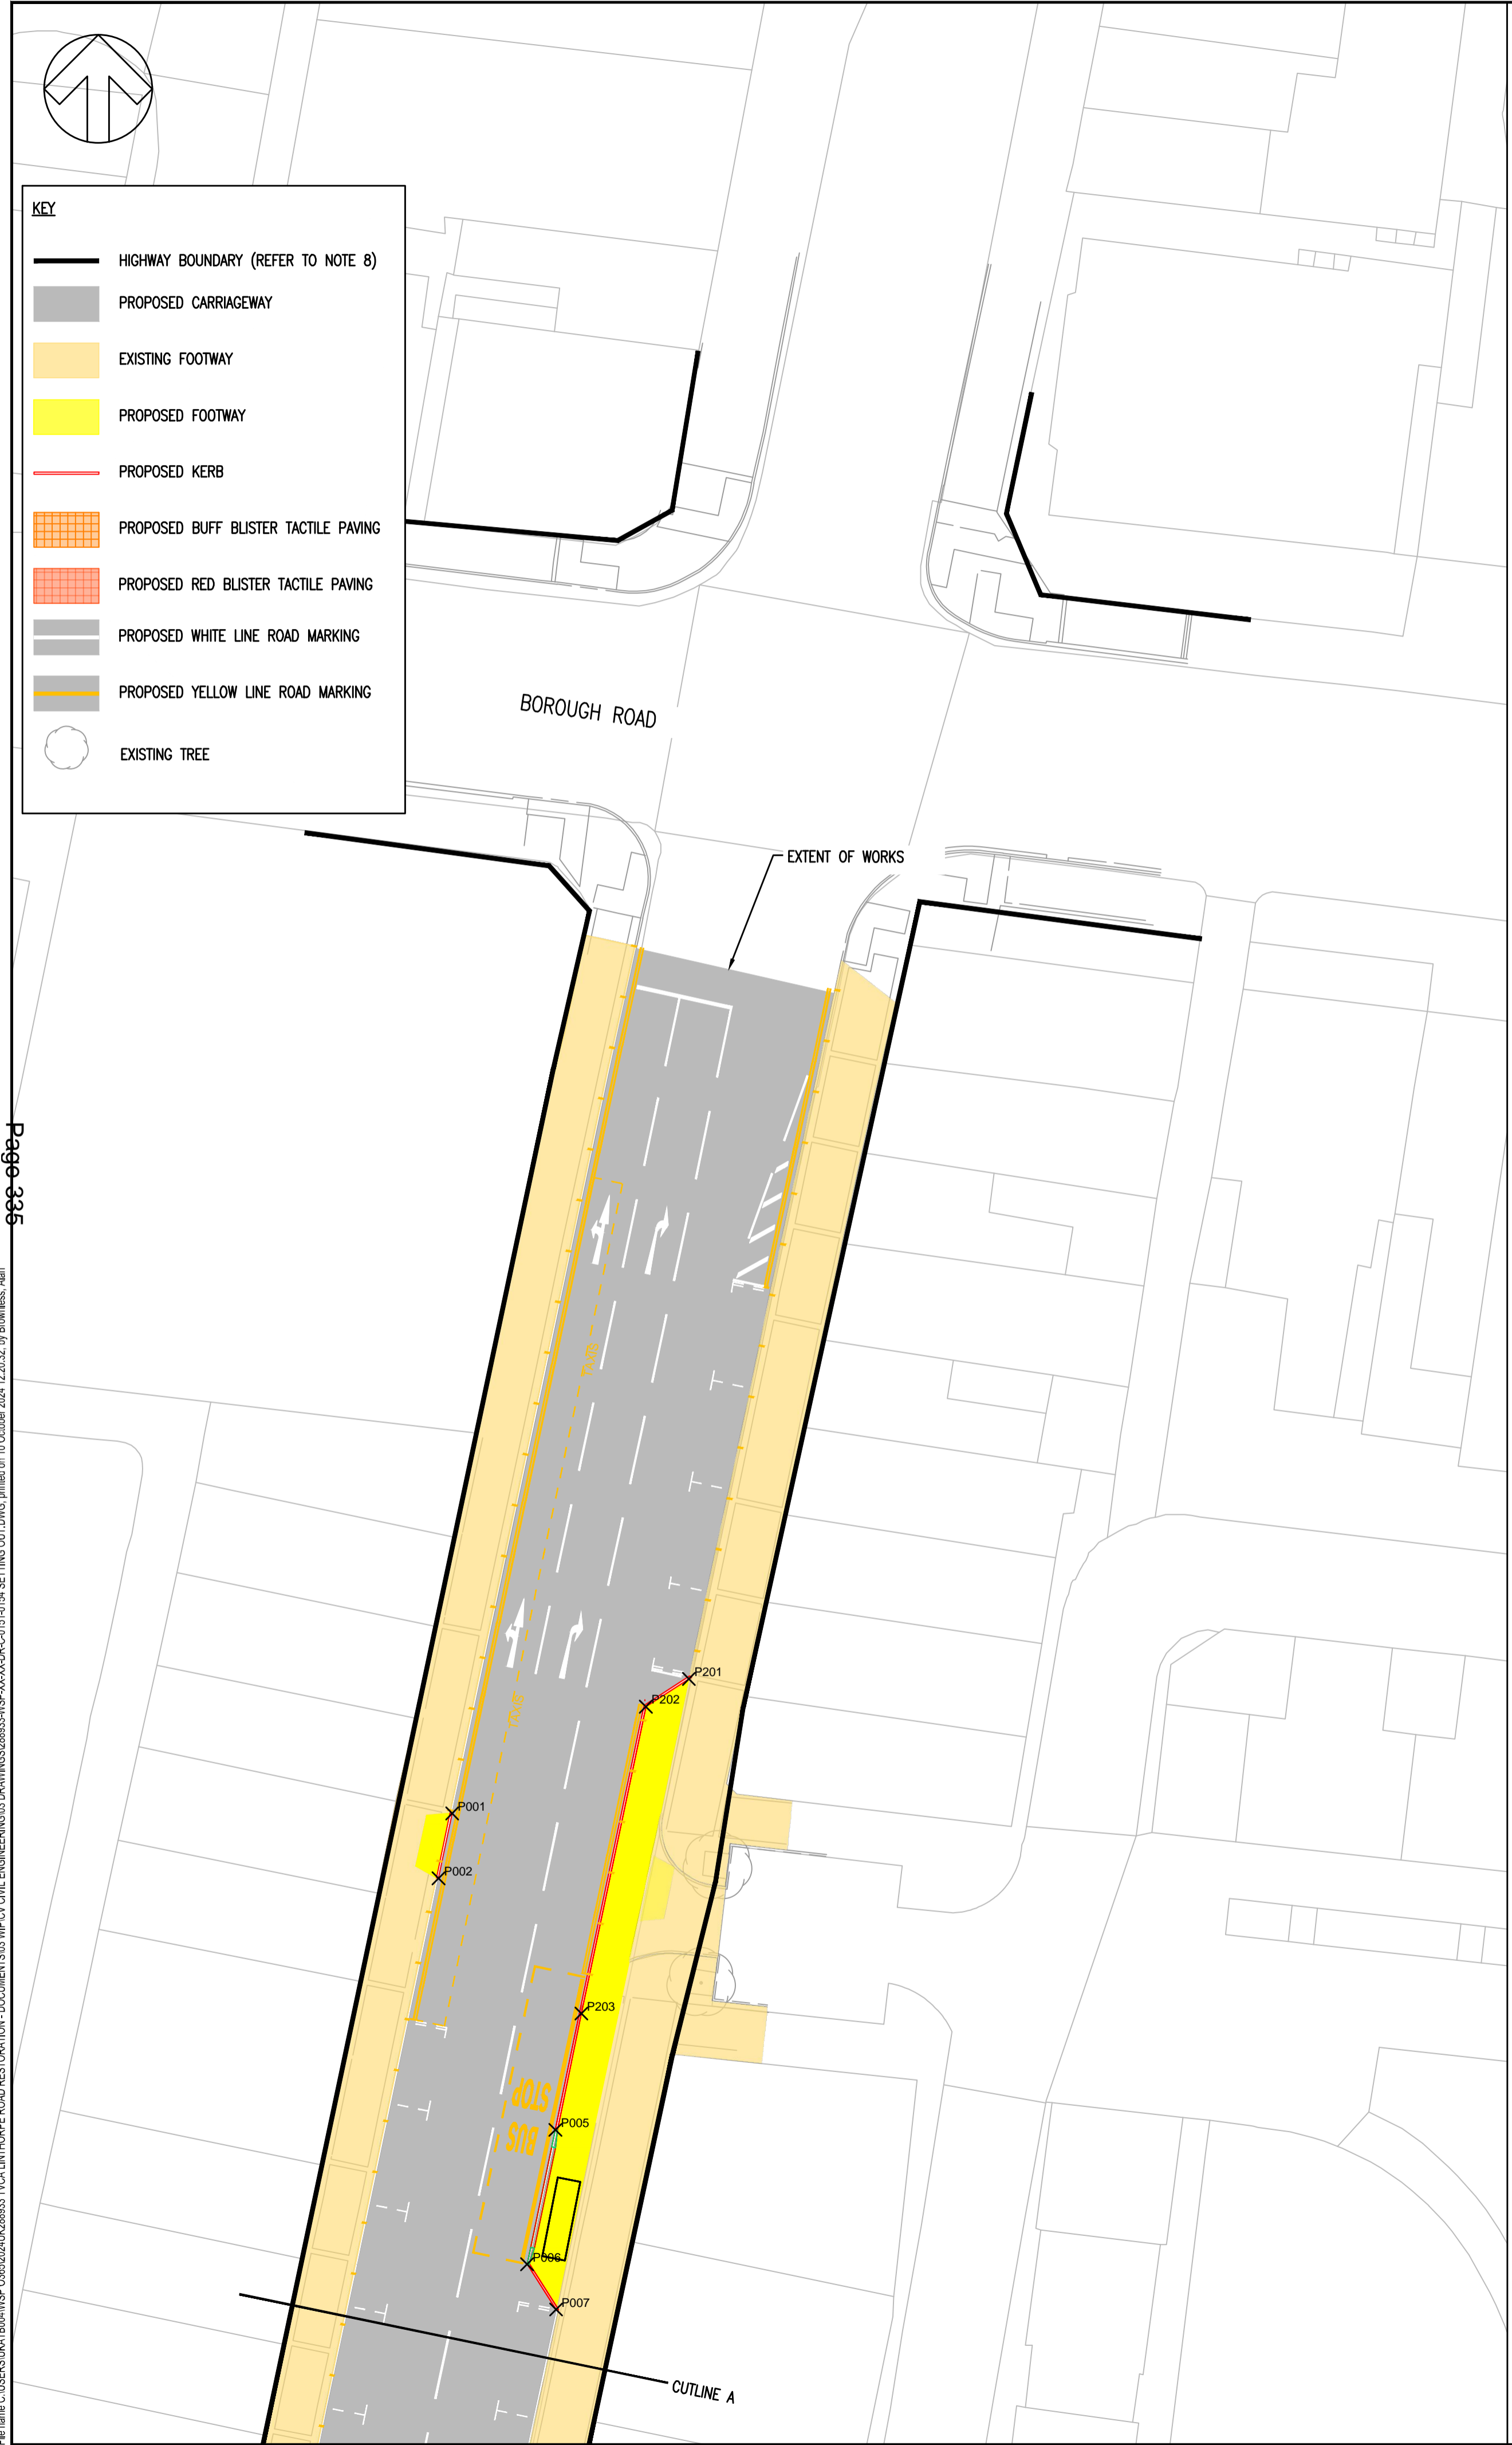 KEY
HIGHWAY BOUNDARY (REFER TO NOTE 8)
PROPOSED CARRIAGEWAY
EXISTING FOOTWAY
PROPOSED FOOTWAY
PROPOSED KERB
PROPOSED BUFF BLISTER TACTILE PAVING
PROPOSED RED BLISTER TACTILE PAVING
PROPOSED WHITE LINE ROAD MARKING
PROPOSED YELLOW LINE ROAD MARKING
EXISTING TREE
BOROUGH ROAD
EXTENT OF WORKS
Page 335
TAXIS
P201
P202
TAXIS
P001
P002
P203
BUS
STOP
P005
P006
P007
CUTLINE A